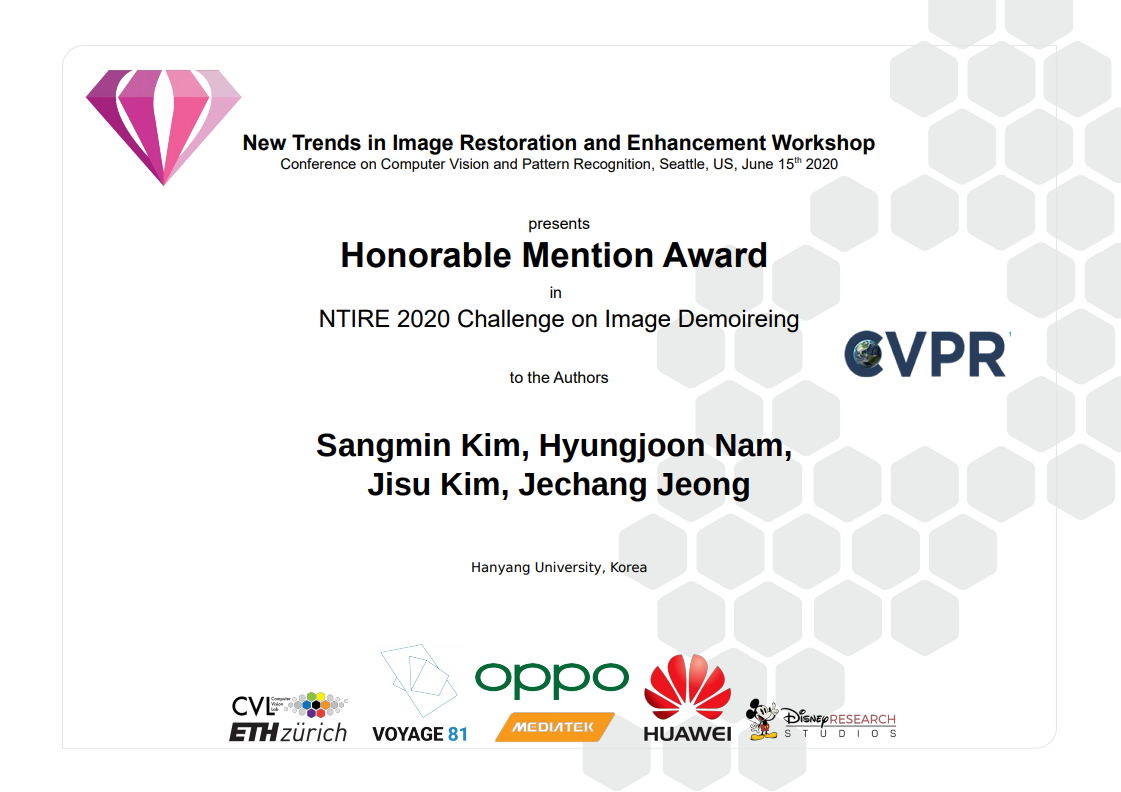 New Trends in Image Restoration and Enhancement Workshop
Conference on Computer Vision and Pattern Recognition, Seattle, US, June 15th 2020
presents
Honorable Mention Award
in
NTIRE 2020 Challenge on Image Demoireing
CVPR
to the Authors
Sangmin Kim, Hyungjoon Nam,
Jisu Kim, Jechang Jeong
Hanyang University, Korea
CVL Computer Vision Lab
ETH zürich
VOYAGE 81
oppo
MEDIATEK
HUAWEI
Disney RESEARCH
STUDIOS